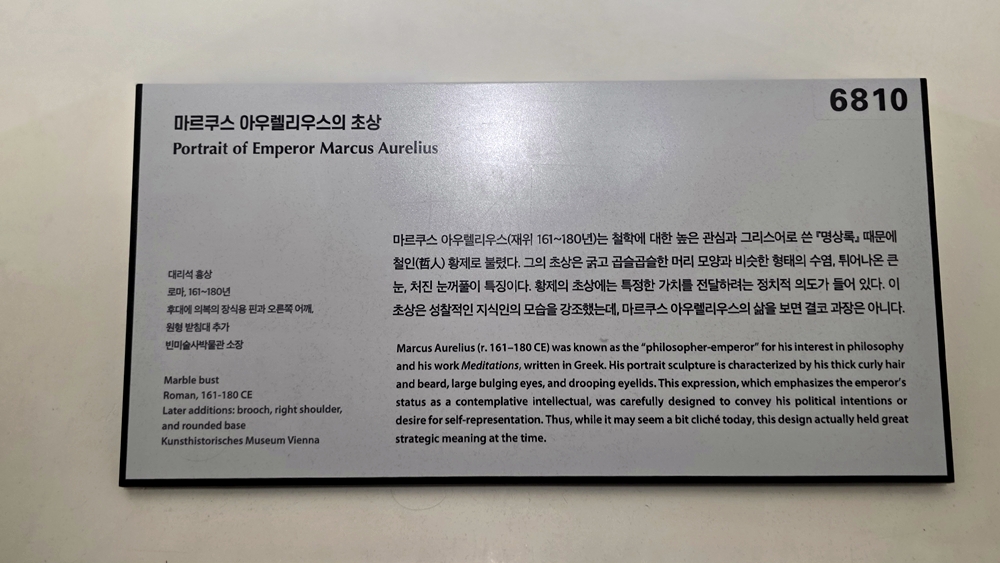 6810
마르쿠스 아우렐리우스의 초상
Portrait of Emperor Marcus Aurelius
대리석 흉상
로마, 161~180년
후대에 의복의 장식용 핀과 오른쪽 어깨,
원형 받침대 추가
빈미술사박물관 소장
Marble bust
Roman, 161-180 CE
Later additions: brooch, right shoulder,
and rounded base
Kunsthistorisches Museum Vienna
마르쿠스 아우렐리우스(재위 161~180년)는 철학에 대한 높은 관심과 그리스어로 쓴 『명상록』 때문에
철인(哲人) 황제로 불렸다. 그의 초상은 굵고 곱슬곱슬한 머리 모양과 비슷한 형태의 수염, 튀어나온 큰
눈, 처진 눈꺼풀이 특징이다. 황제의 초상에는 특정한 가치를 전달하려는 정치적 의도가 들어 있다. 이
초상은 성찰적인 지식인의 모습을 강조했는데, 마르쿠스 아우렐리우스의 삶을 보면 결코 과장은 아니다.
Marcus Aurelius (r. 161–180 CE) was known as the “philosopher-emperor” for his interest in philosophy
and his work Meditations, written in Greek. His portrait sculpture is characterized by his thick curly hair
and beard, large bulging eyes, and drooping eyelids. This expression, which emphasizes the emperor’s
status as a contemplative intellectual, was carefully designed to convey his political intentions or
desire for self-representation. Thus, while it may seem a bit cliché today, this design actually held great
strategic meaning at the time.